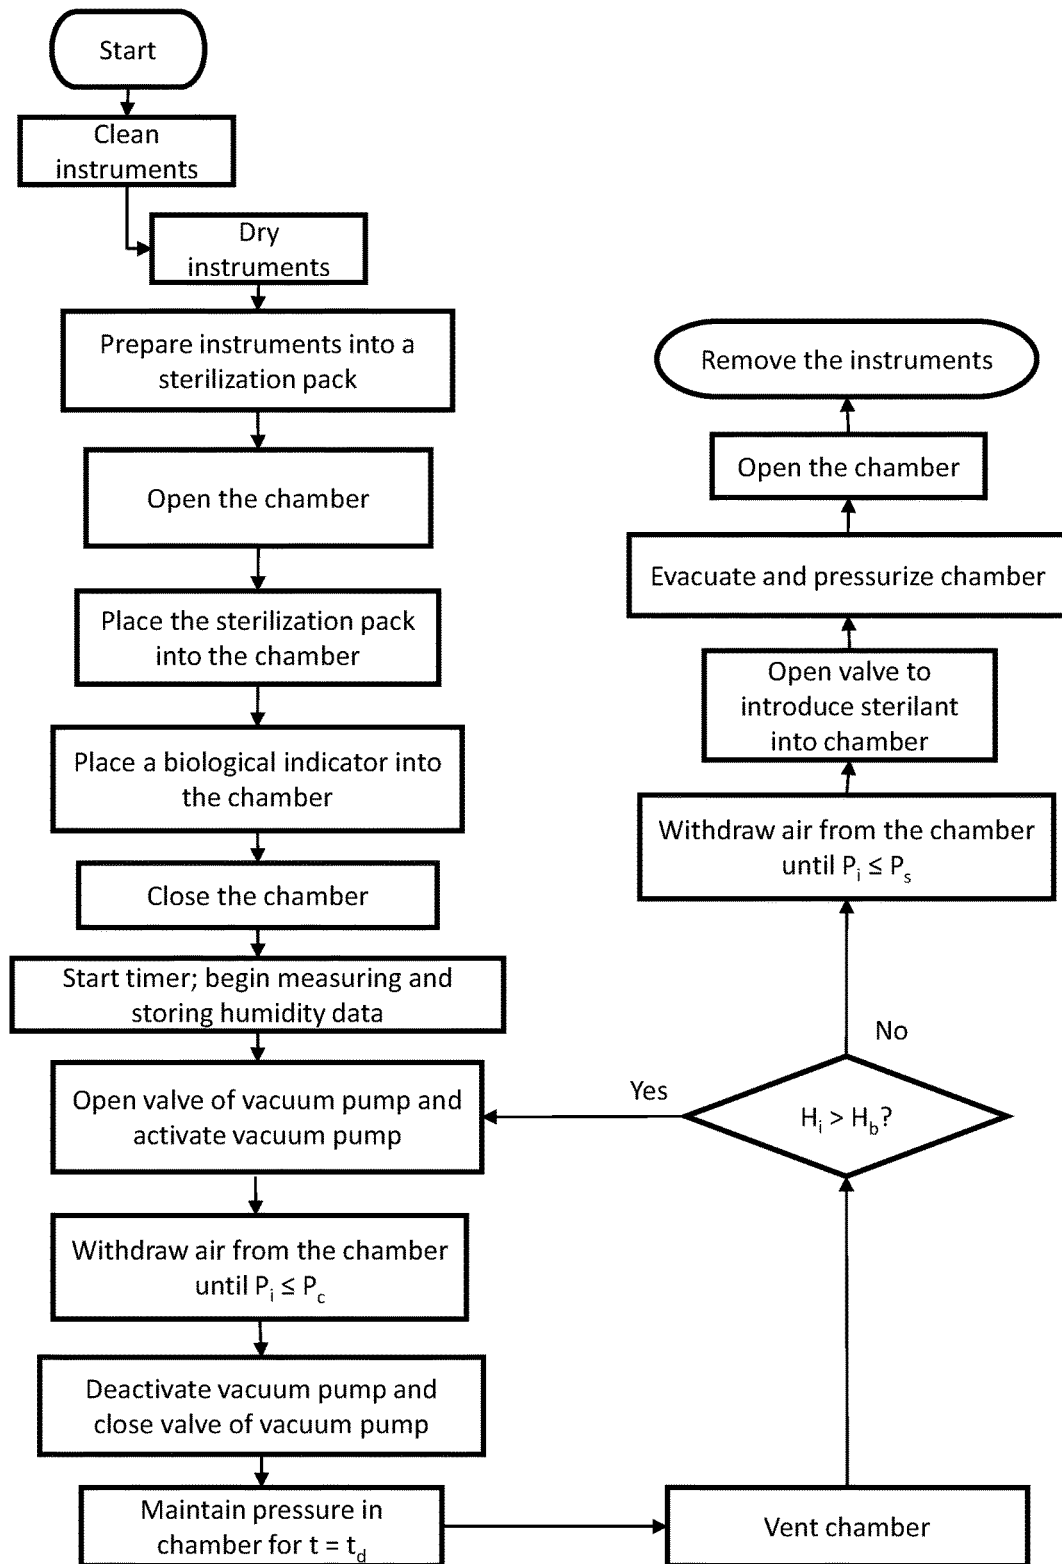 Start
Clean
instruments
Dry
instruments
Prepare instruments into a
sterilization pack
Open the chamber
Place the sterilization pack
into the chamber
Place a biological indicator into
the chamber
Close the chamber
Start timer; begin measuring and
storing humidity data
Open valve of vacuum pump and
activate vacuum pump
Withdraw air from the chamber
until Pi ≤ Pc
Deactivate vacuum pump and
close valve of vacuum pump
Maintain pressure in
chamber for t = td
Vent chamber
Hi > Hb?
Yes
No
Withdraw air from the chamber
until Pi ≤ Ps
Open valve to
introduce sterilant
into chamber
Evacuate and pressurize chamber
Open the chamber
Remove the instruments